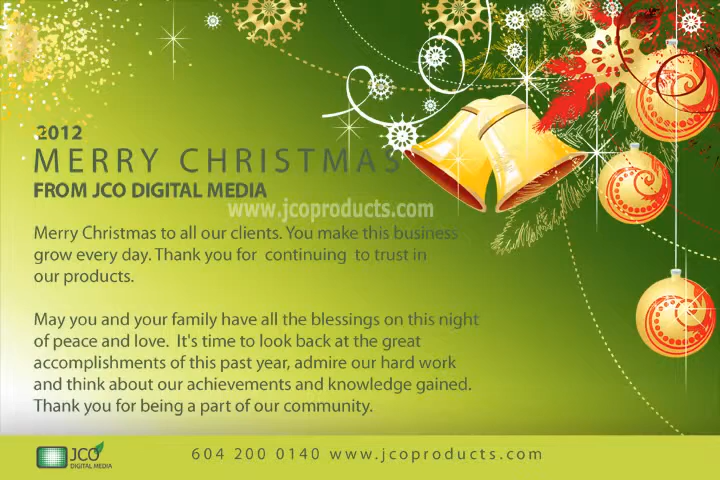 2012
MERRY CHRISTMAS
FROM JCO DIGITAL MEDIA
www.jcoproducts.com
Merry Christmas to all our clients. You make this business
grow every day. Thank you for continuing to trust in
our products.
May you and your family have all the blessings on this night
of peace and love. It's time to look back at the great
accomplishments of this past year, admire our hard work
and think about our achievements and knowledge gained.
Thank you for being a part of our community.
JCO
DIGITAL MEDIA
604 200 0140 www.jcoproducts.com